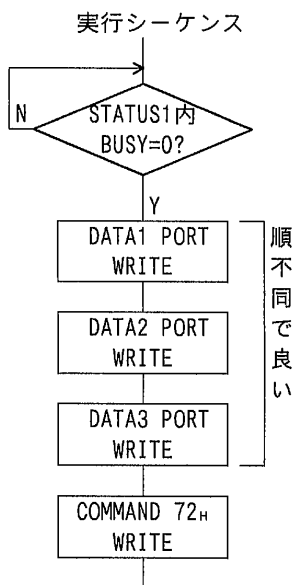 実行シーケンス
N
STATUS1内
BUSY=0?
Y
DATA1 PORT
WRITE
DATA2 PORT
WRITE
DATA3 PORT
WRITE
順不同で良い
COMMAND 72H
WRITE